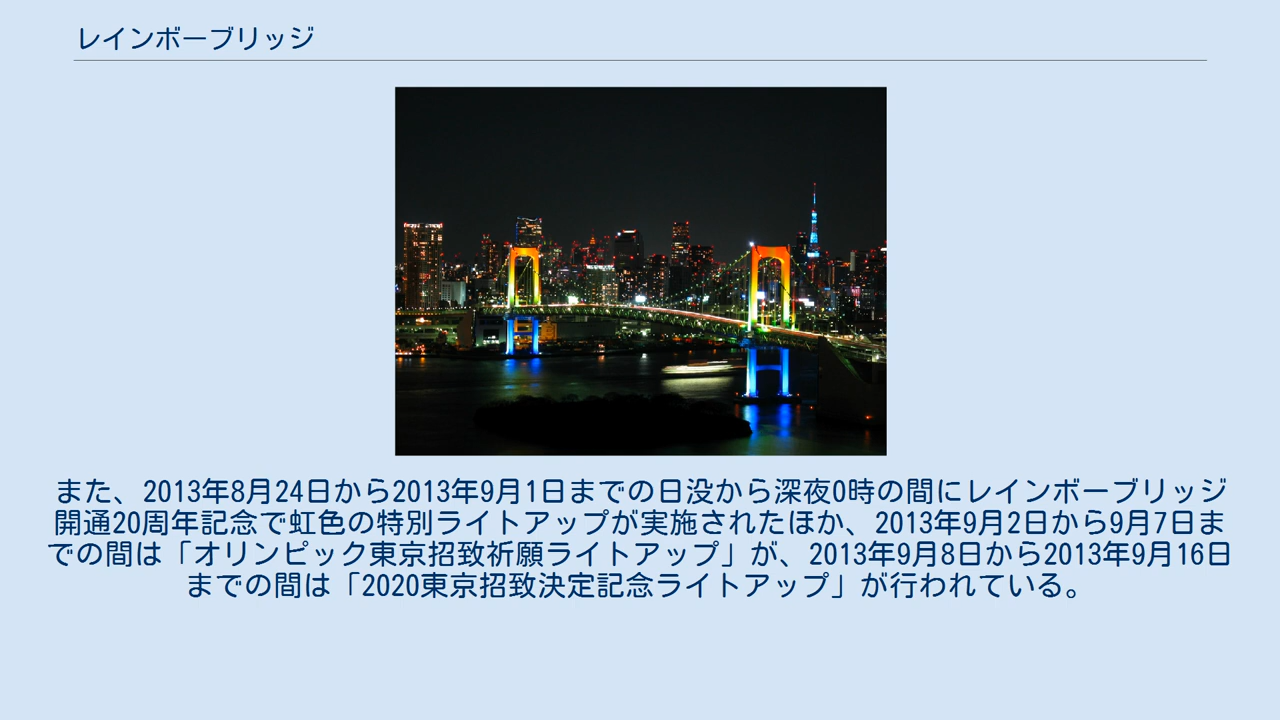 レインボーブリッジ
また、2013年8月24日から2013年9月1日までの日没から深夜0時の間にレインボーブリッジ
開通20周年記念で虹色の特別ライトアップが実施されたほか、2013年9月2日から9月7日ま
での間は「オリンピック東京招致祈願ライトアップ」が、2013年9月8日から2013年9月16日
までの間は「2020東京招致決定記念ライトアップ」が行われている。